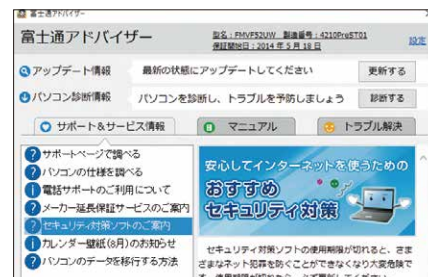 富士通アドバイザー
富士通アドバイザー
型名：FMVF52UW 製造番号：4210PreST01
保証開始日：2014 年 5 月 18 日
設定
アップデート情報
最新の状態にアップデートしてください
更新する
パソコン診断情報
パソコンを診断し、トラブルを予防しましょう
診断する
サポート&サービス情報
マニュアル
トラブル解決
サポートページで調べる
パソコンの仕様を調べる
電話サポートのご利用について
メーカー延長保証サービスのご案内
セキュリティ対策ソフトのご案内
カレンダー壁紙(8月)のお知らせ
パソコンのデータを移行する方法
安心してインターネットを使うための
おすすめ
セキュリティ対策
セキュリティ対策ソフトの使用期限が切れると、さま
ざまなネット犯罪を防ぐことができなくなり大変危険で